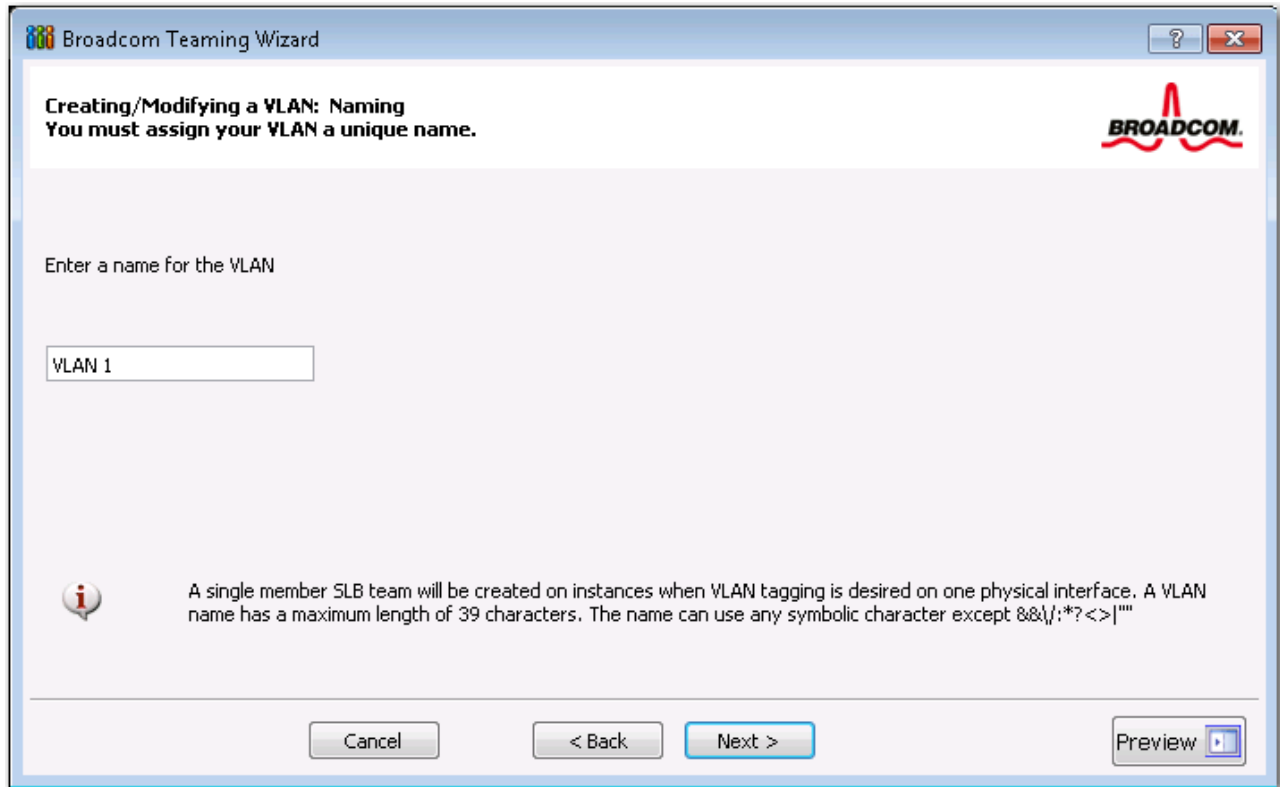 Broadcom Teaming Wizard
Creating/Modifying a VLAN: Naming
You must assign your VLAN a unique name.
BROADCOM.
Enter a name for the VLAN
VLAN 1
A single member SLB team will be created on instances when VLAN tagging is desired on one physical interface. A VLAN
name has a maximum length of 39 characters. The name can use any symbolic character except &&\/:*?<>|""
Cancel
< Back
Next >
Preview